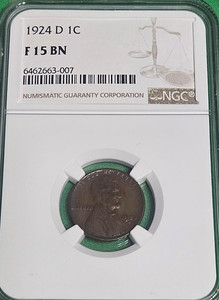 1924 D 1C
F 15 BN
6462663-007
NUMISMATIC GUARANTY CORPORATION
NGC